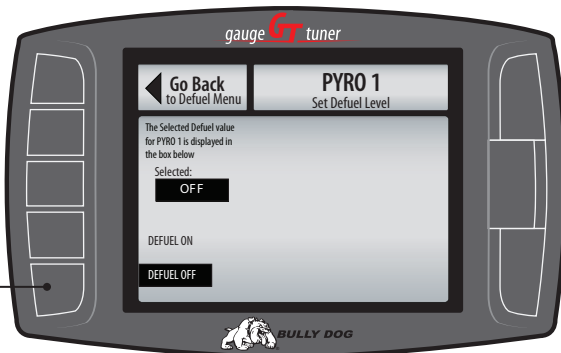 gauge GT tuner
Go Back
to Defuel Menu
PYRO 1
Set Defuel Level
The Selected Defuel value
for PYRO 1 is displayed in
the box below
Selected:
OFF
DEFUEL ON
DEFUEL OFF
BULLY DOG